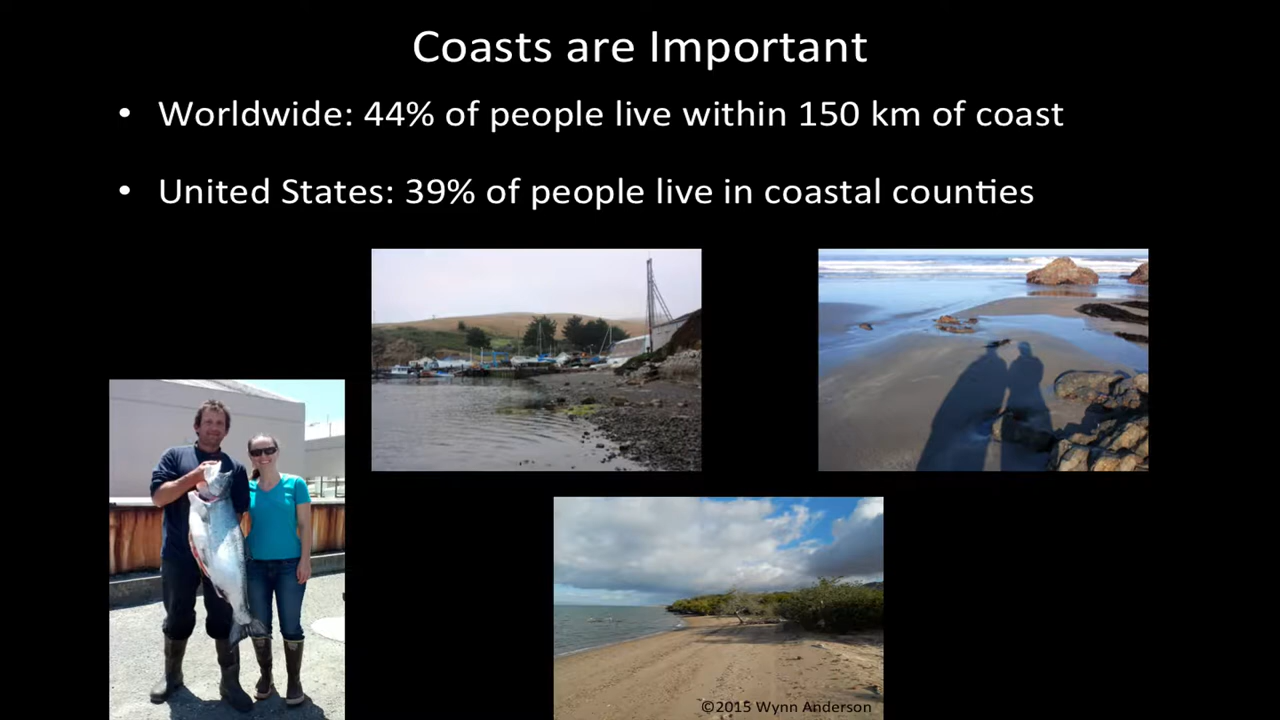 Coasts are Important
• Worldwide: 44% of people live within 150 km of coast
• United States: 39% of people live in coastal counties
©2015 Wynn Anderson